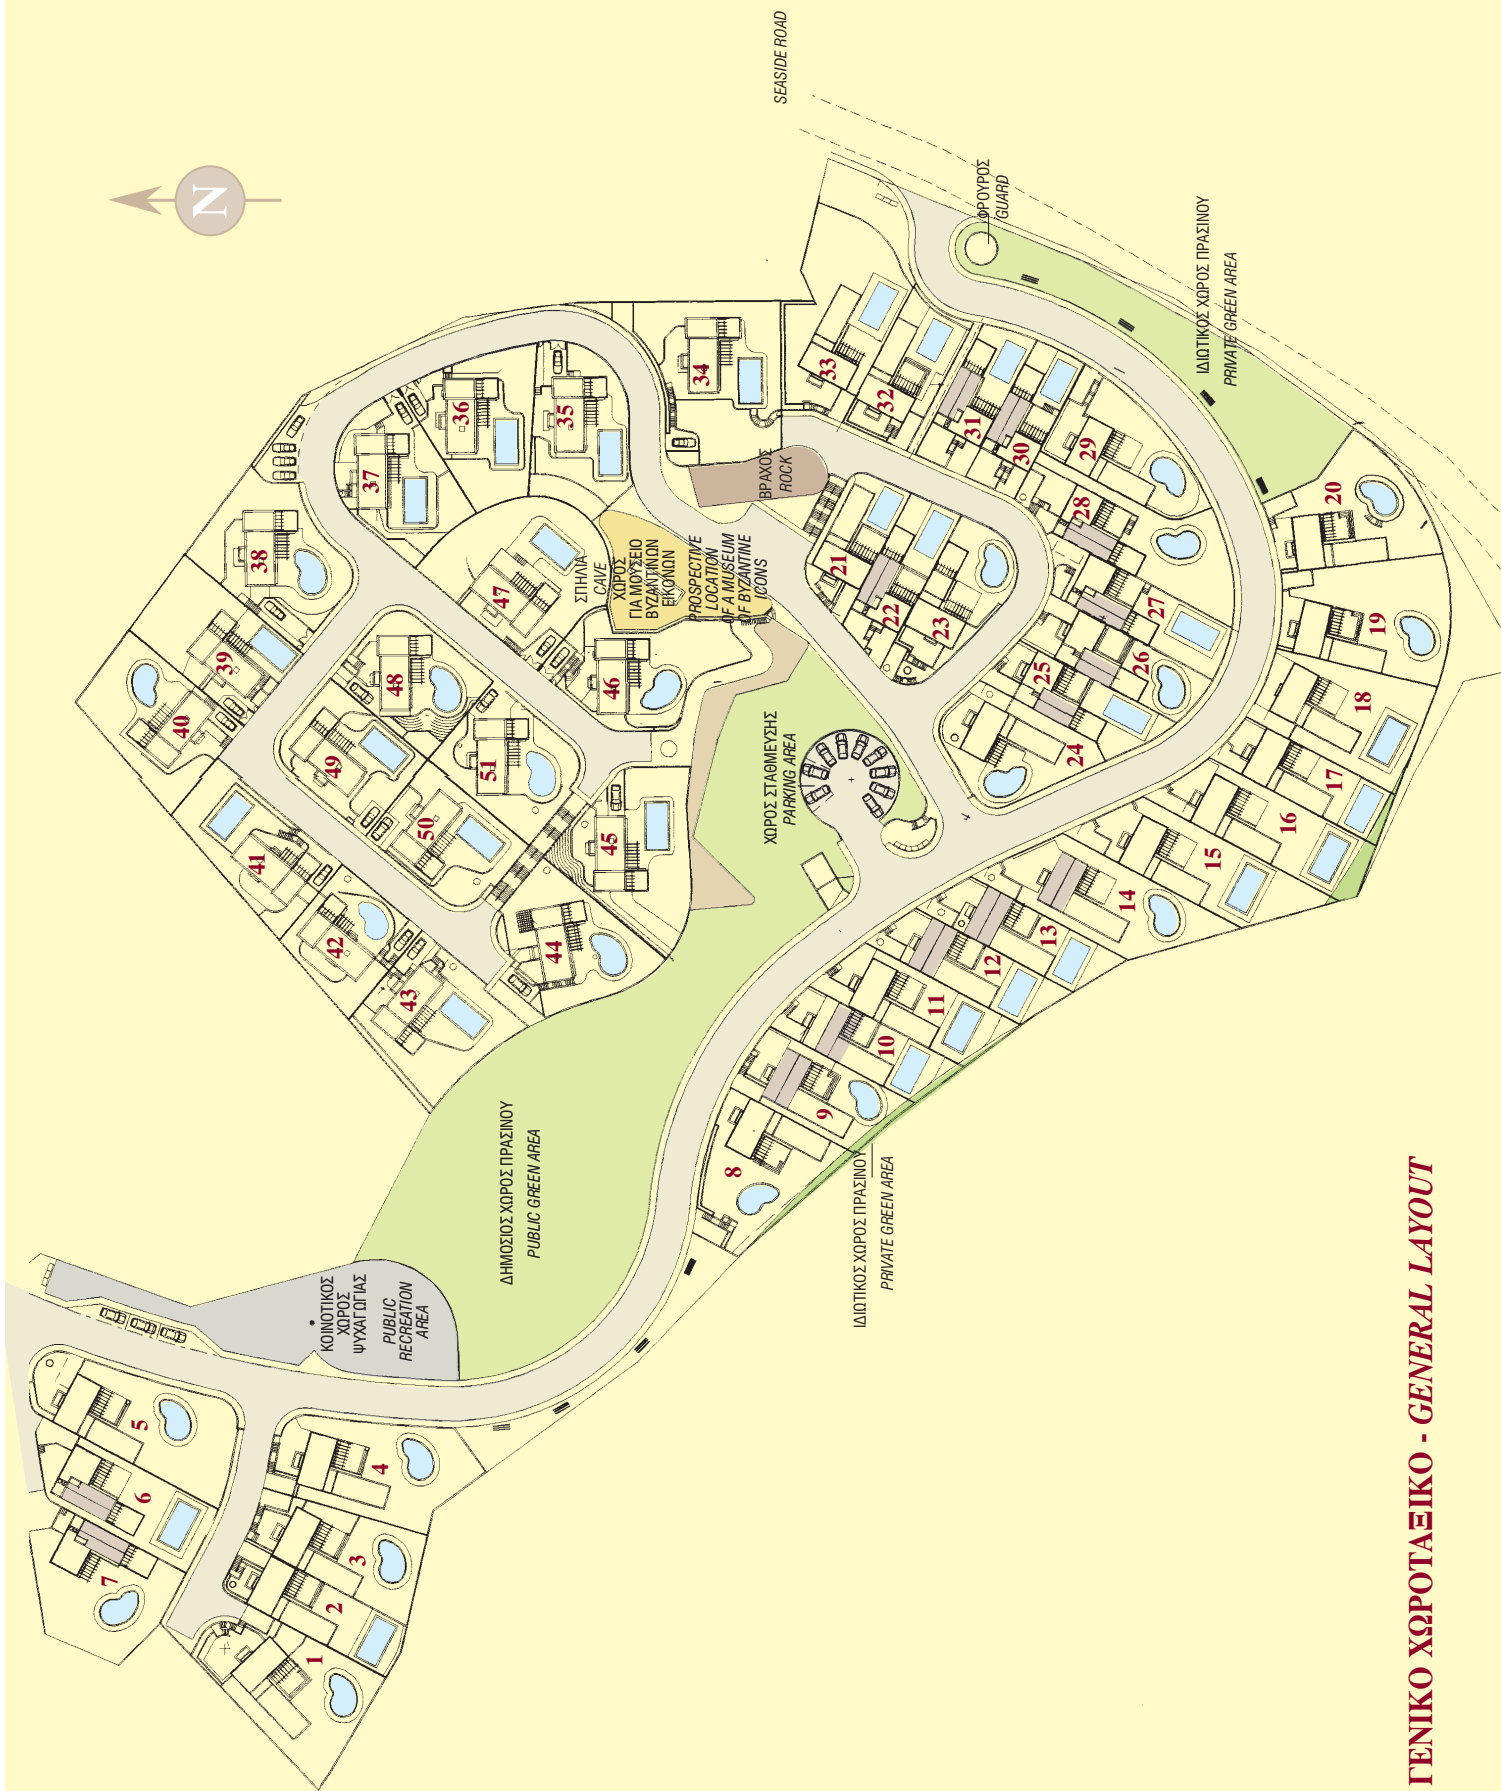 N
SEASIDE ROAD
ΦΡΟΥΡΟΣ
GUARD
ΙΔΙΩΤΙΚΟΣ ΧΩΡΟΣ ΠΡΑΣΙΝΟΥ
PRIVATE GREEN AREA
ΒΡΑΧΟΣ
ROCK
ΣΠΗΛΙΑ
CAVE
ΧΩΡΟΣ
ΓΙΑ ΜΟΥΣΕΙΟ
ΒΥΖΑΝΤΙΝΩΝ
ΕΙΚΟΝΩΝ
PROSPECTIVE
LOCATION
OF A MUSEUM
OF BYZANTINE
ICONS
ΧΩΡΟΣ ΣΤΑΘΜΕΥΣΗΣ
PARKING AREA
ΔΗΜΟΣΙΟΣ ΧΩΡΟΣ ΠΡΑΣΙΝΟΥ
PUBLIC GREEN AREA
ΚΟΙΝΟΤΙΚΟΣ
ΧΩΡΟΣ
ΨΥΧΑΓΩΓΙΑΣ
PUBLIC
RECREATION
AREA
ΙΔΙΩΤΙΚΟΣ ΧΩΡΟΣ ΠΡΑΣΙΝΟΥ
PRIVATE GREEN AREA
1
2
3
4
5
6
7
8
9
10
11
12
13
14
15
16
17
18
19
20
21
22
23
24
25
26
27
28
29
30
31
32
33
34
35
36
37
38
39
40
41
42
43
44
45
46
47
48
49
50
51
ΓΕΝΙΚΟ ΧΩΡΟΤΑΞΙΚΟ - GENERAL LAYOUT